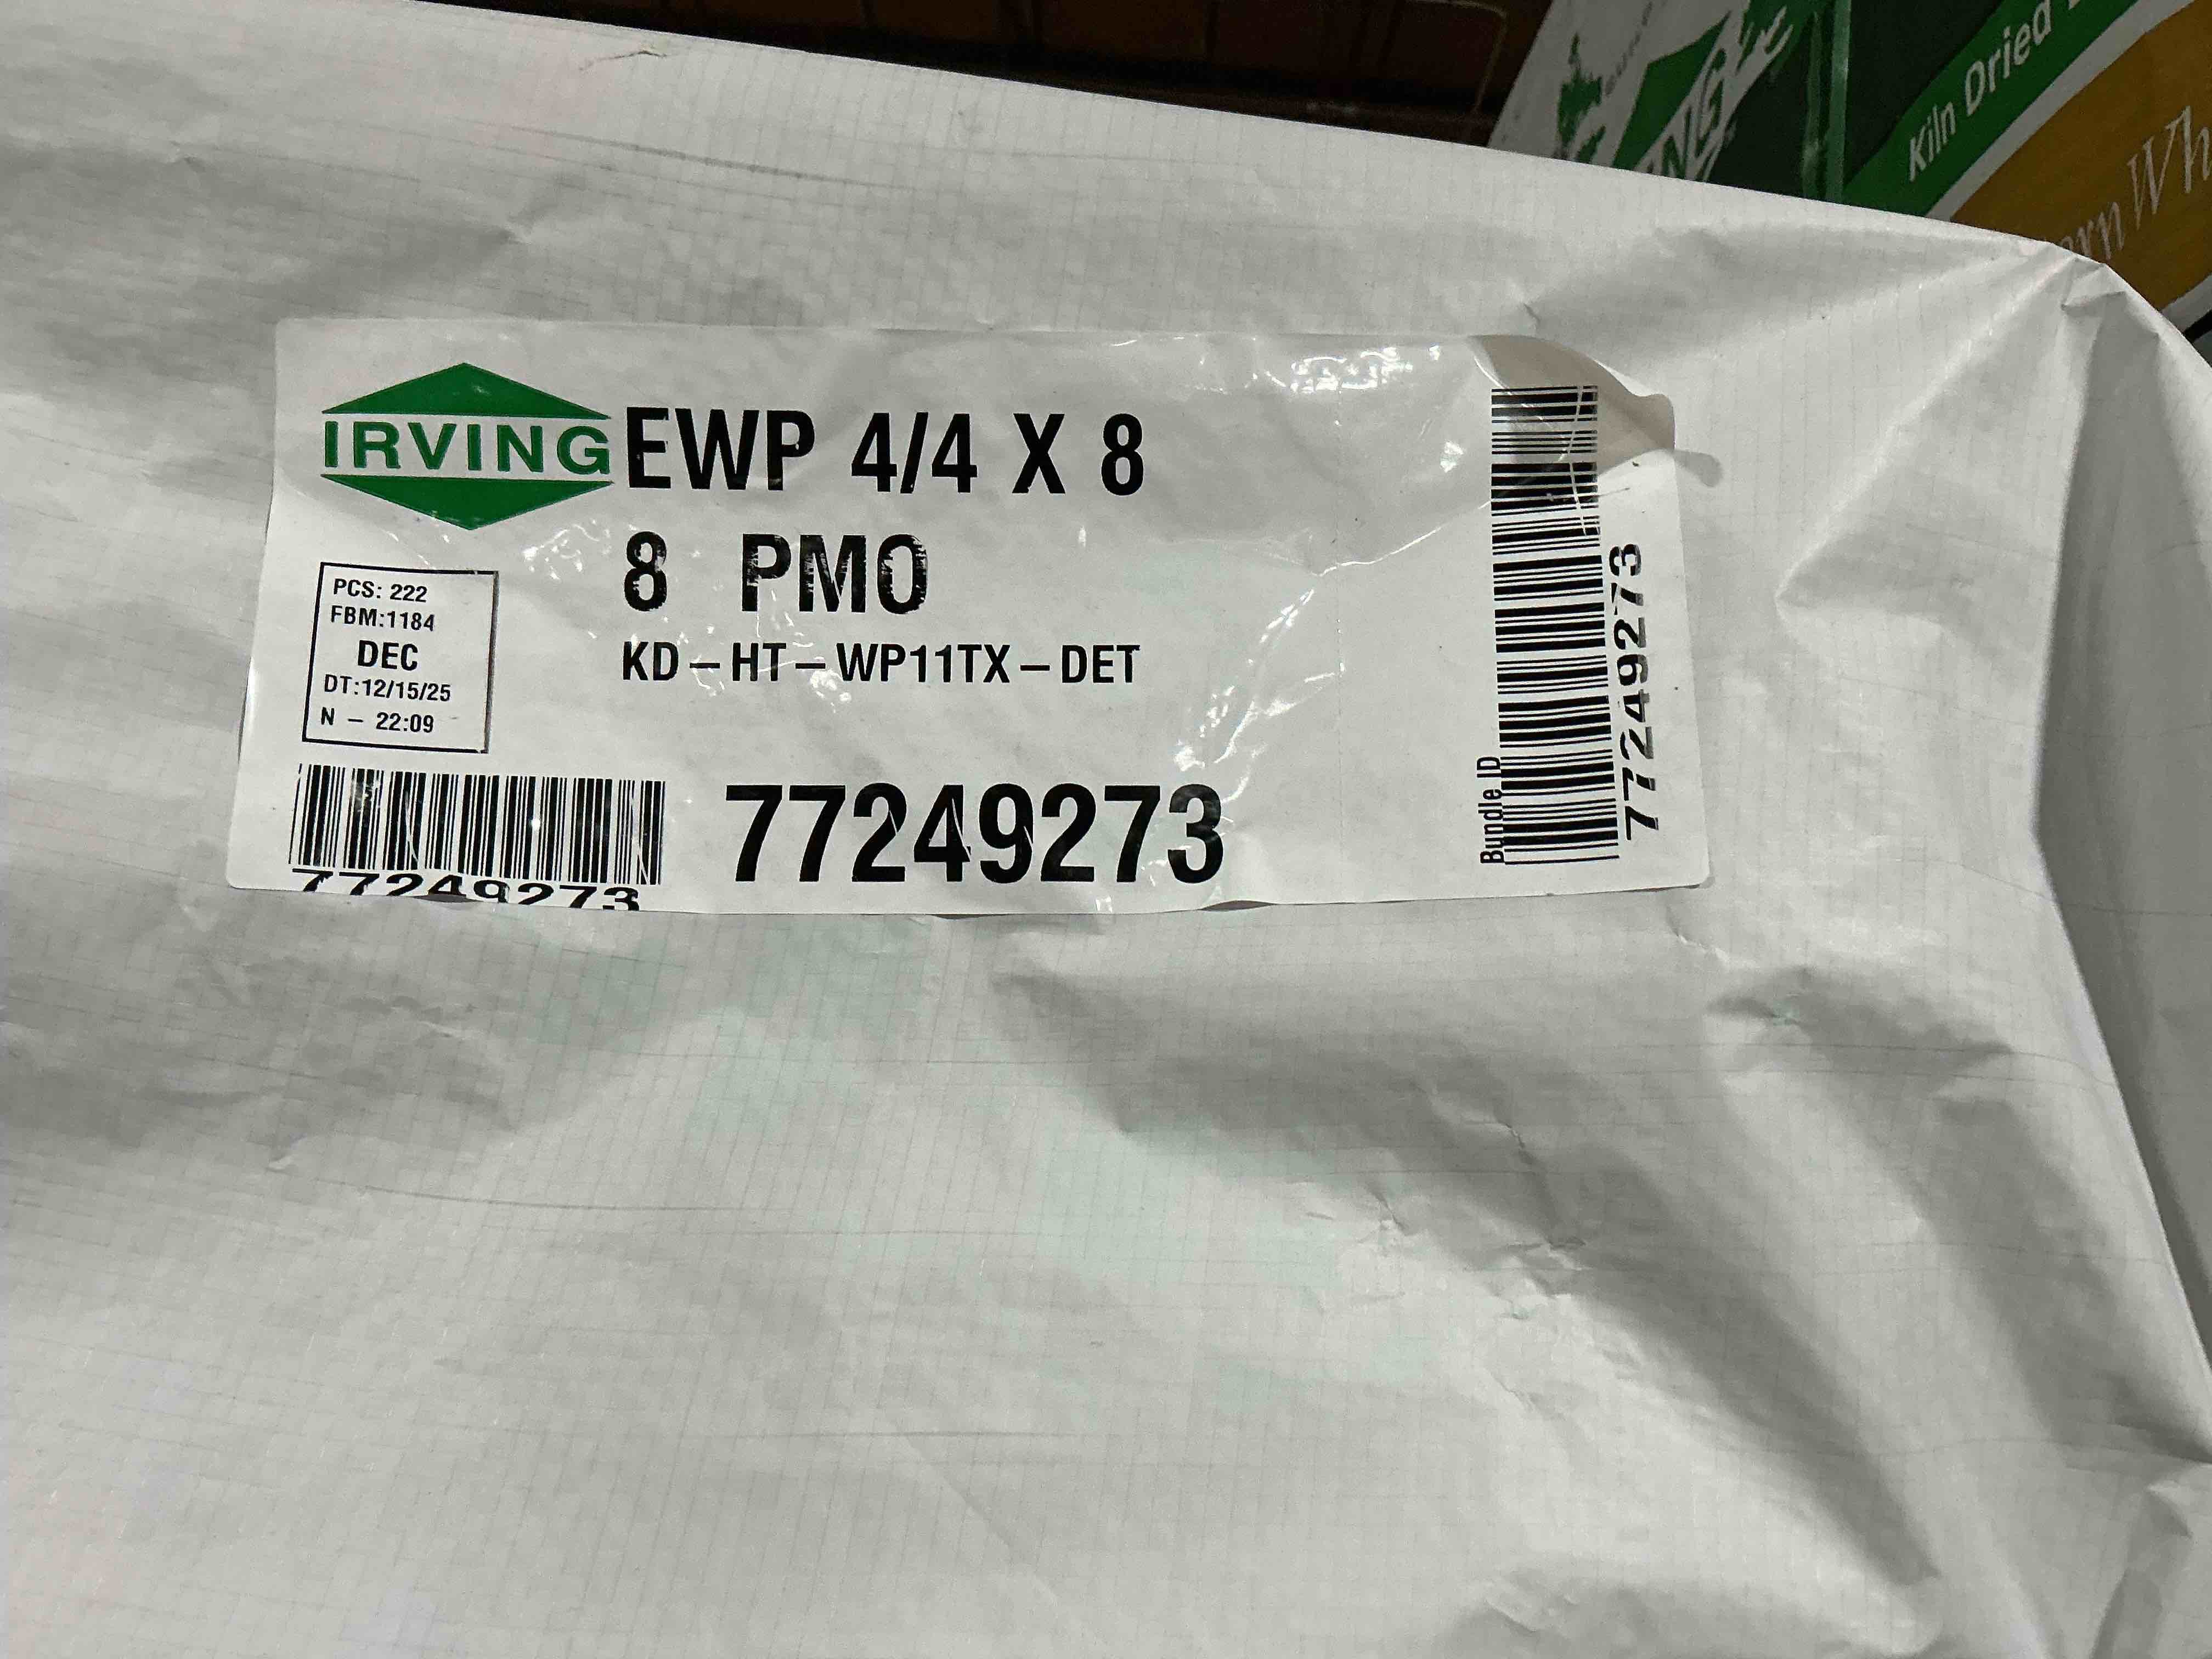 Kiln Dried
IRVING
EWP 4/4 X 8
8 PMO
KD-HT-WP11TX-DET
PCS: 222
FBM:1184
DEC
DT:12/15/25
N - 22:09
77249273
77249273
Bundle ID
77249273